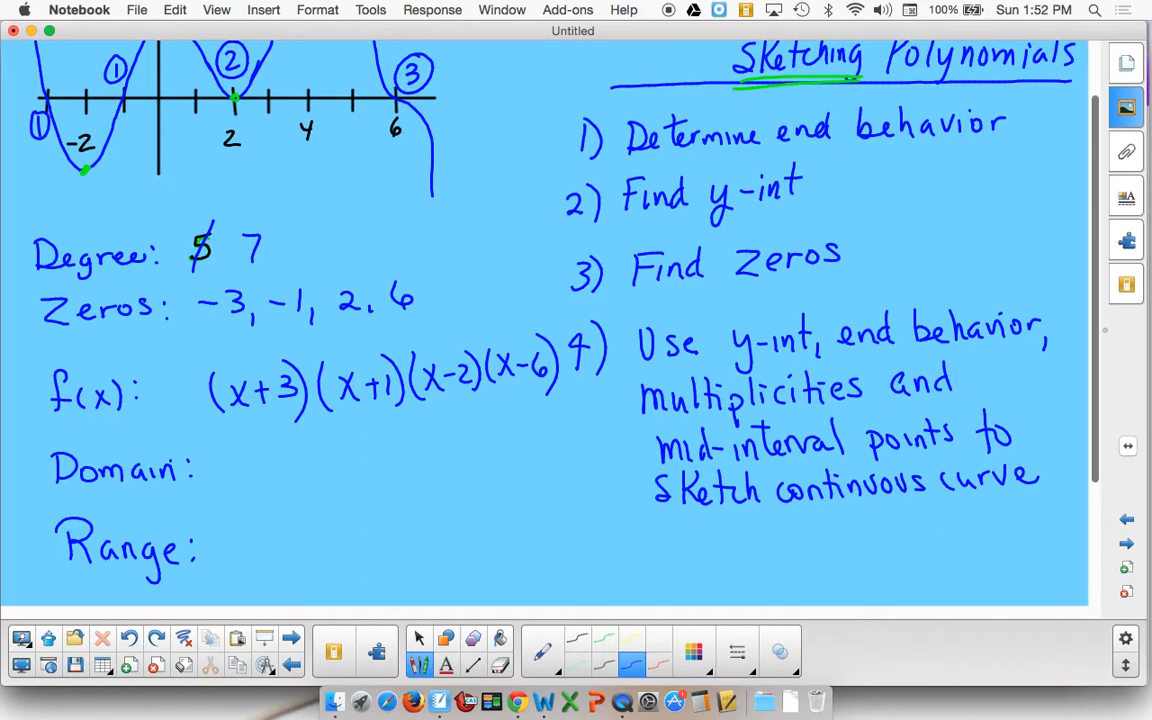 Notebook File Edit View Insert Format Tools Response Window Add-ons Help 100% Sun 1:52 PM
Untitled
Sketching Polynomials
1 1 2 3
-2 2 4 6
1) Determine end behavior
2) Find y-int
3) Find zeros
4) Use y-int, end behavior,
multiplicities and
mid-interval points to
sketch continuous curve
Degree: 5 7
Zeros: -3, -1, 2, 6
f(x): (x+3)(x+1)(x-2)(x-6)
Domain:
Range: